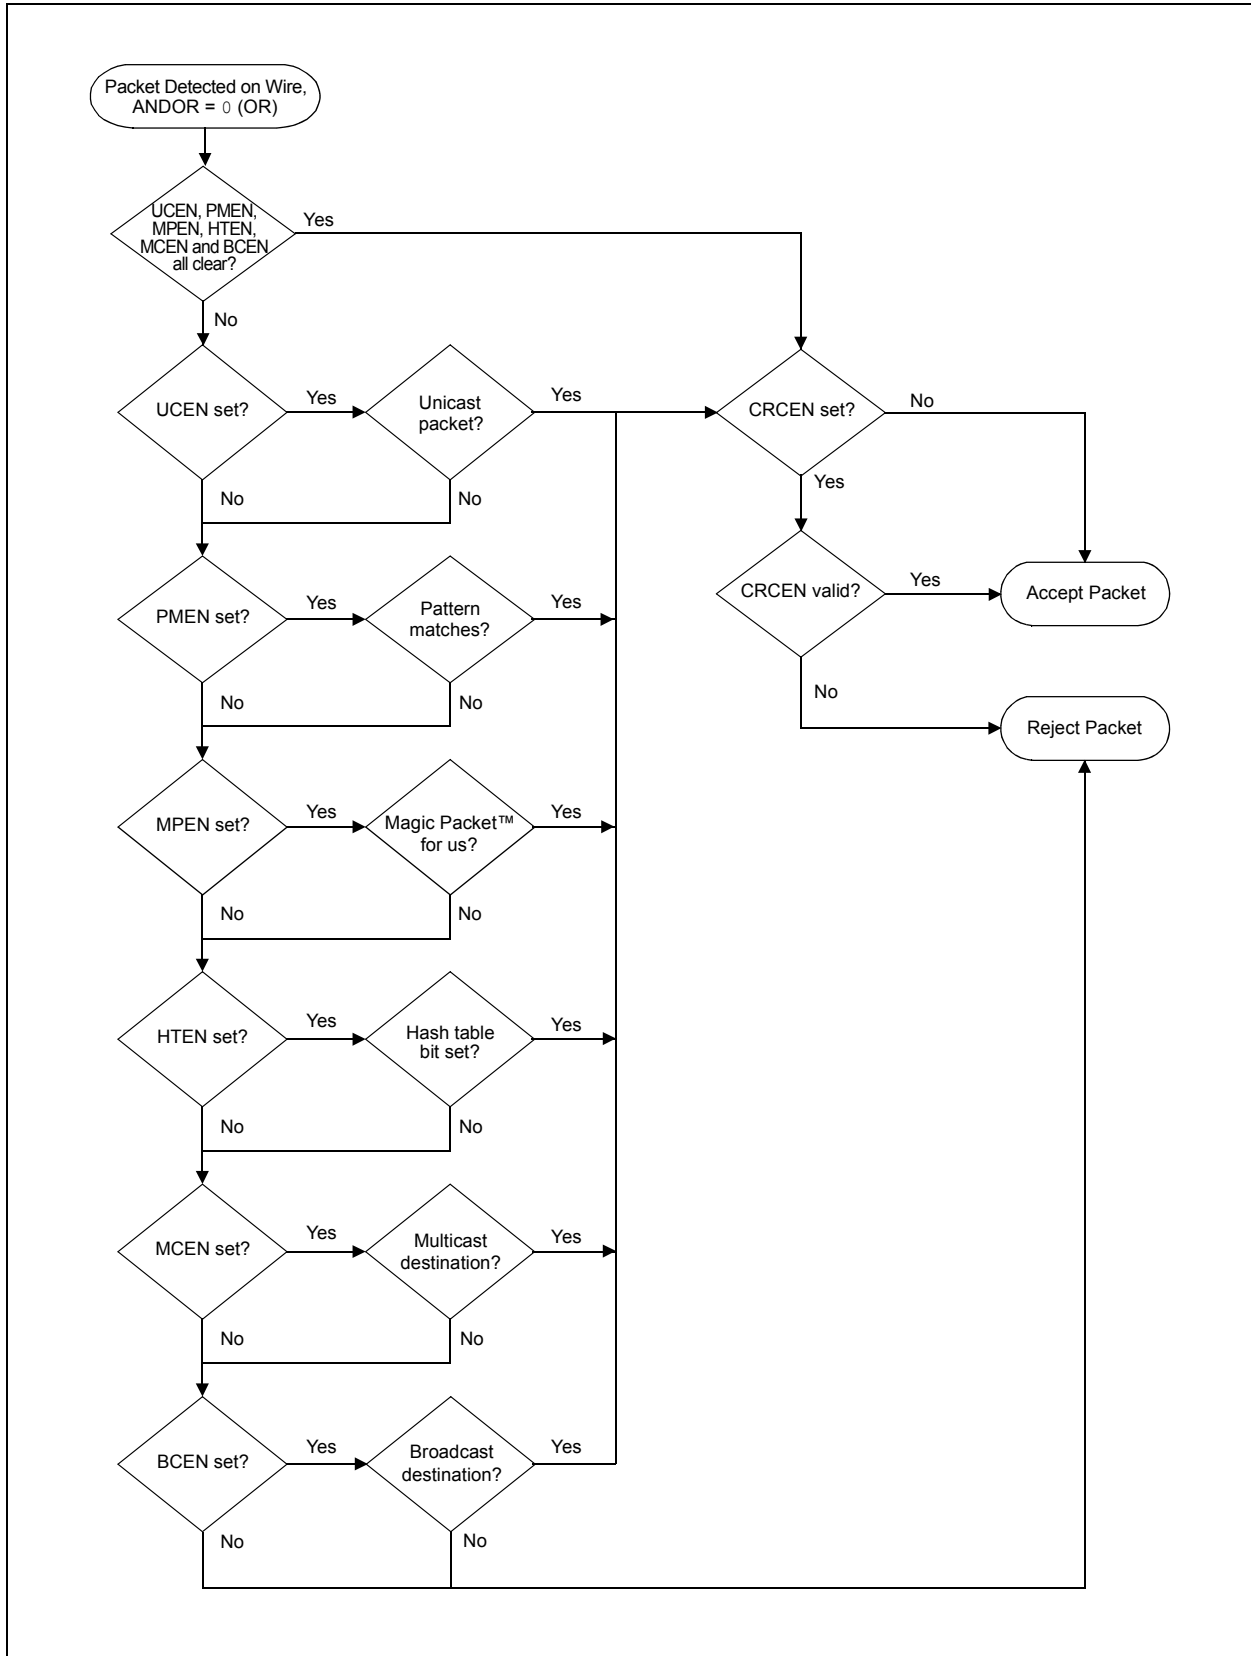 Packet Detected on Wire,
ANDOR = 0 (OR)
UCEN, PMEN,
MPEN, HTEN,
MCEN and BCEN
all clear?
Yes
No
UCEN set?
Yes
Unicast
packet?
Yes
No
No
CRCEN set?
No
Yes
PMEN set?
Yes
Pattern
matches?
Yes
No
No
CRCEN valid?
Yes
Accept Packet
No
Reject Packet
MPEN set?
Yes
Magic Packet™
for us?
Yes
No
No
HTEN set?
Yes
Hash table
bit set?
Yes
No
No
MCEN set?
Yes
Multicast
destination?
Yes
No
No
BCEN set?
Yes
Broadcast
destination?
Yes
No
No